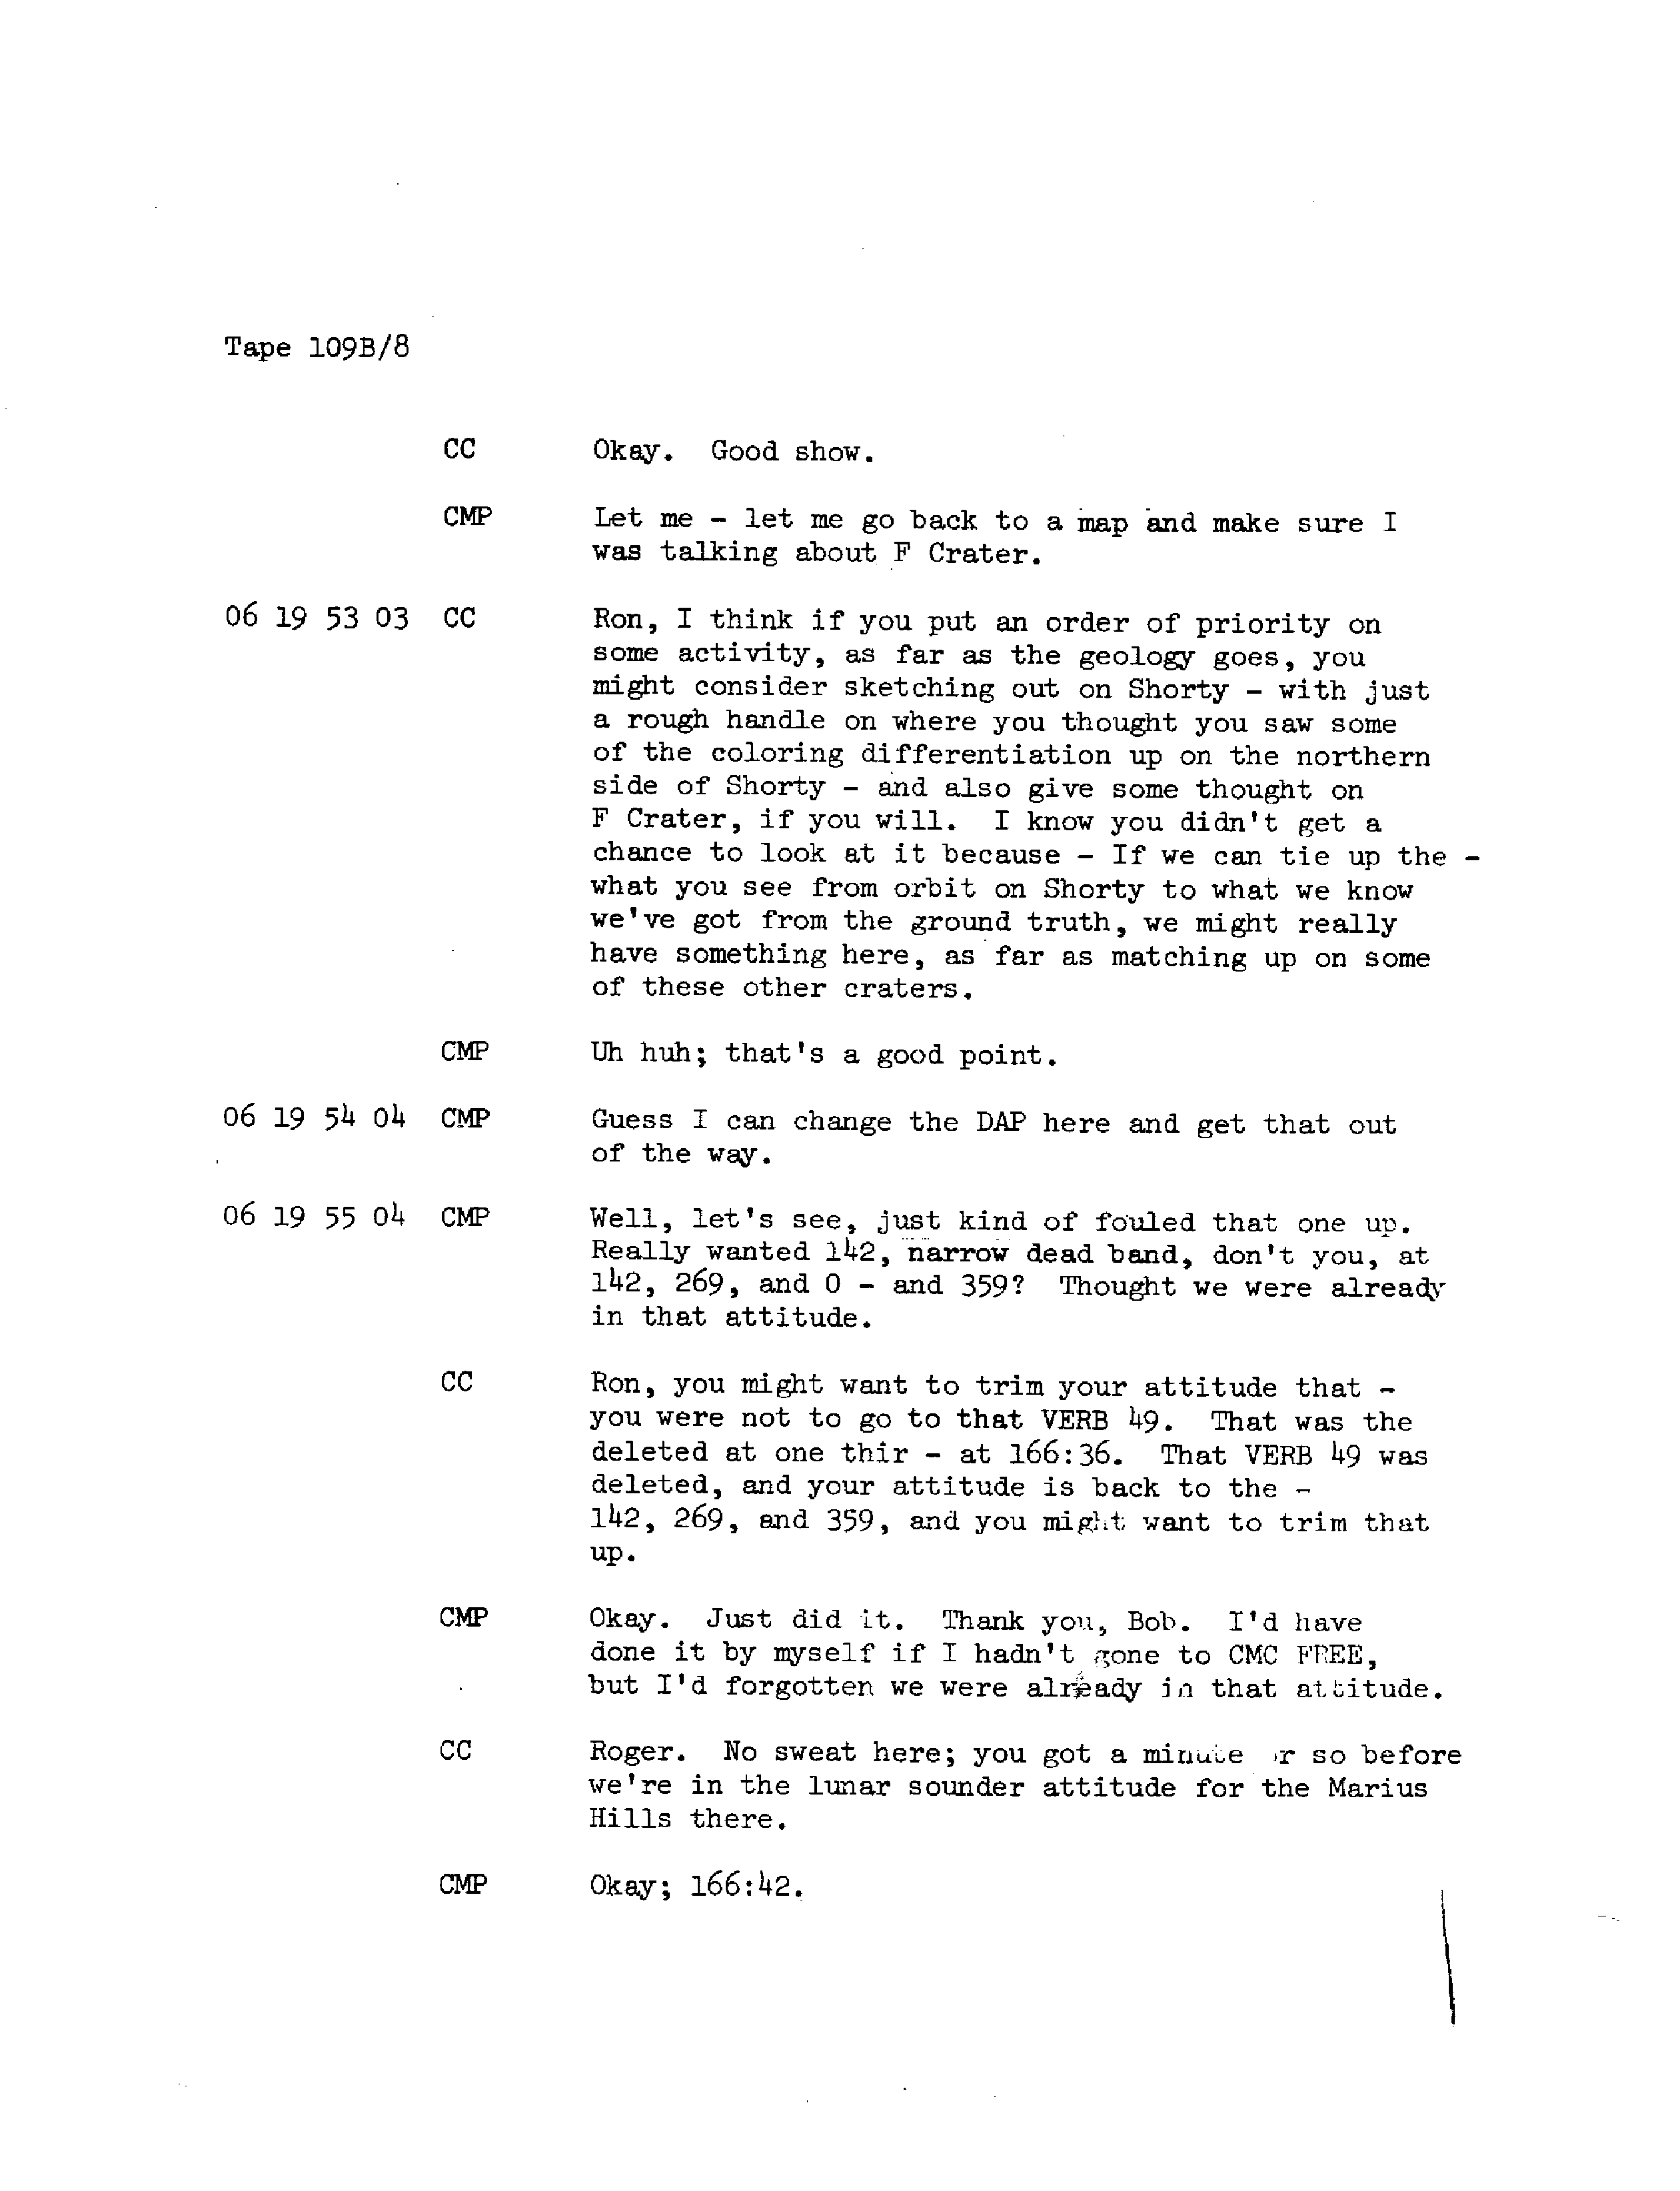 Tape 109B/8
CC Okay. Good show.
CMP Let me - let me go back to a map and make sure I
was talking about F Crater.
06 19 53 03 CC Ron, I think if you put an order of priority on
some activity, as far as the geology goes, you
might consider sketching out on Shorty - with just
a rough handle on where you thought you saw some
of the coloring differentiation up on the northern
side of Shorty - and also give some thought on
F Crater, if you will. I know you didn't get a
chance to look at it because - If we can tie up the -
what you see from orbit on Shorty to what we know
we've got from the ground truth, we might really
have something here, as far as matching up on some
of these other craters.
CMP Uh huh; that's a good point.
06 19 54 04 CMP Guess I can change the DAP here and get that out
of the way.
06 19 55 04 CMP Well, let's see, just kind of fouled that one up.
Really wanted 142, narrow dead band, don't you, at
142, 269, and 0 - and 359? Thought we were already
in that attitude.
CC Ron, you might want to trim your attitude that -
you were not to go to that VERB 49. That was the
deleted at one thir - at 166:36. That VERB 49 was
deleted, and your attitude is back to the -
142, 269, and 359, and you might want to trim that
up.
CMP Okay. Just did it. Thank you, Bob. I'd have
done it by myself if I hadn't gone to CMC FREE,
but I'd forgotten we were already in that attitude.
CC Roger. No sweat here; you got a minute or so before
we're in the lunar sounder attitude for the Marius
Hills there.
CMP Okay; 166:42.